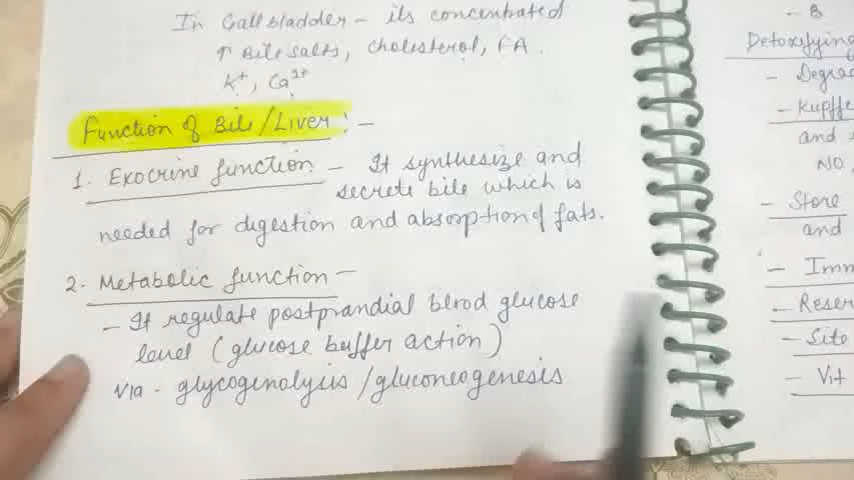 In Gallbladder - its concentrated
↑ Bile salts, cholesterol, FA.
K+, Ca2+
Function of Bile/Liver: -
1. Exocrine function - It synthesize and
secrete bile which is
needed for digestion and absorption of fats.
2. Metabolic function -
- It regulate postprandial blood glucose
level (glucose buffer action)
via - glycogenolysis/gluconeogenesis
- B
Detoxifying
- Degra
- Kupffe
and
NO,
- Store
and
- Imm
- Reser
- Site
- Vit